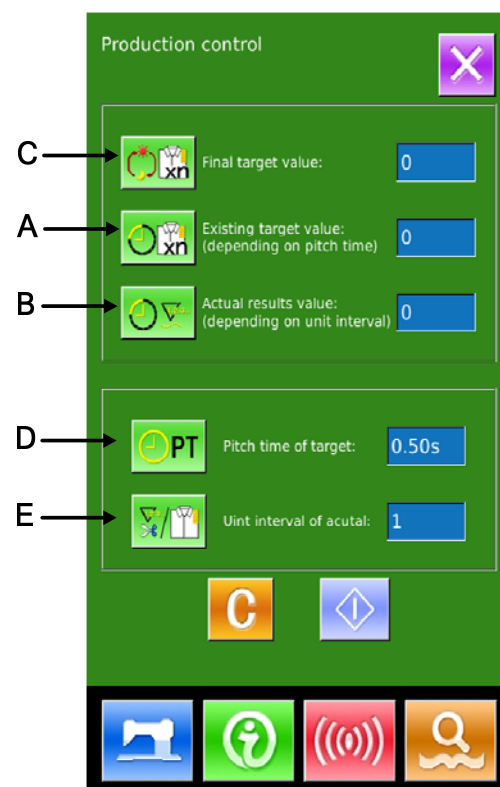 Production control
C
xn
Final target value:
0
A
xn
Existing target value:
(depending on pitch time)
0
B
Actual results value:
(depending on unit interval)
0
D
PT
Pitch time of target:
0.50s
E
Uint interval of acutal:
1
C